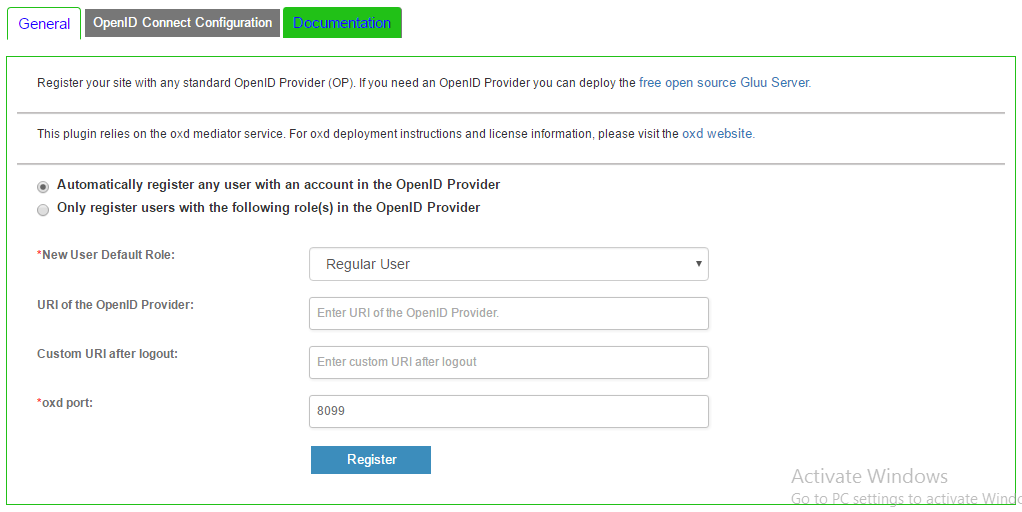 General OpenID Connect Configuration Documentation
Register your site with any standard OpenID Provider (OP). If you need an OpenID Provider you can deploy the free open source Gluu Server.
This plugin relies on the oxd mediator service. For oxd deployment instructions and license information, please visit the oxd website.
Automatically register any user with an account in the OpenID Provider
Only register users with the following role(s) in the OpenID Provider
*New User Default Role: Regular User
URI of the OpenID Provider: Enter URI of the OpenID Provider.
Custom URI after logout: Enter custom URI after logout
*oxd port: 8099
Register
Activate Windows
Go to PC settings to activate